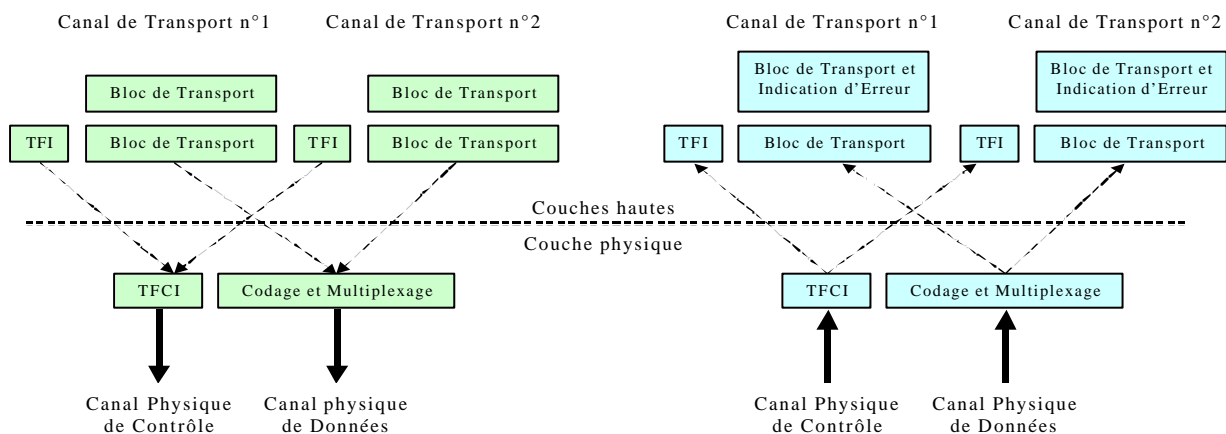 Canal de Transport n°1
Canal de Transport n°2
Canal de Transport n°1
Canal de Transport n°2
Bloc de Transport
Bloc de Transport
Bloc de Transport et
Indication d'Erreur
Bloc de Transport et
Indication d'Erreur
TFI
Bloc de Transport
TFI
Bloc de Transport
TFI
Bloc de Transport
TFI
Bloc de Transport
Couches hautes
Couche physique
TFCI
Codage et Multiplexage
TFCI
Codage et Multiplexage
Canal Physique
de Contrôle
Canal physique
de Données
Canal Physique
de Contrôle
Canal Physique
de Données